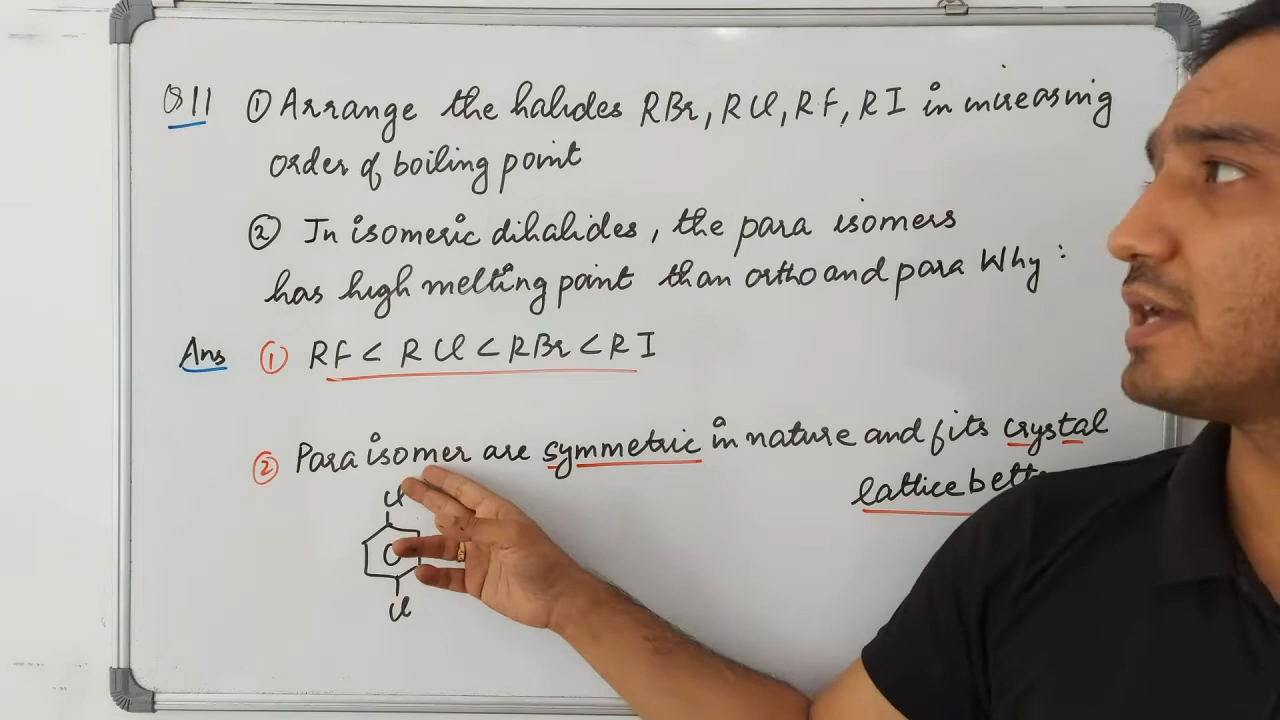 Q11 ① Arrange the halides RBr, RCl, RF, RI in increasing
order of boiling point
② In isomeric dihalides, the para isomers
has high melting point than ortho and para Why:
Ans ① RF < RCl < RBr < RI
② Para isomer are symmetric in nature and fits crystal
lattice
Cl
Cl